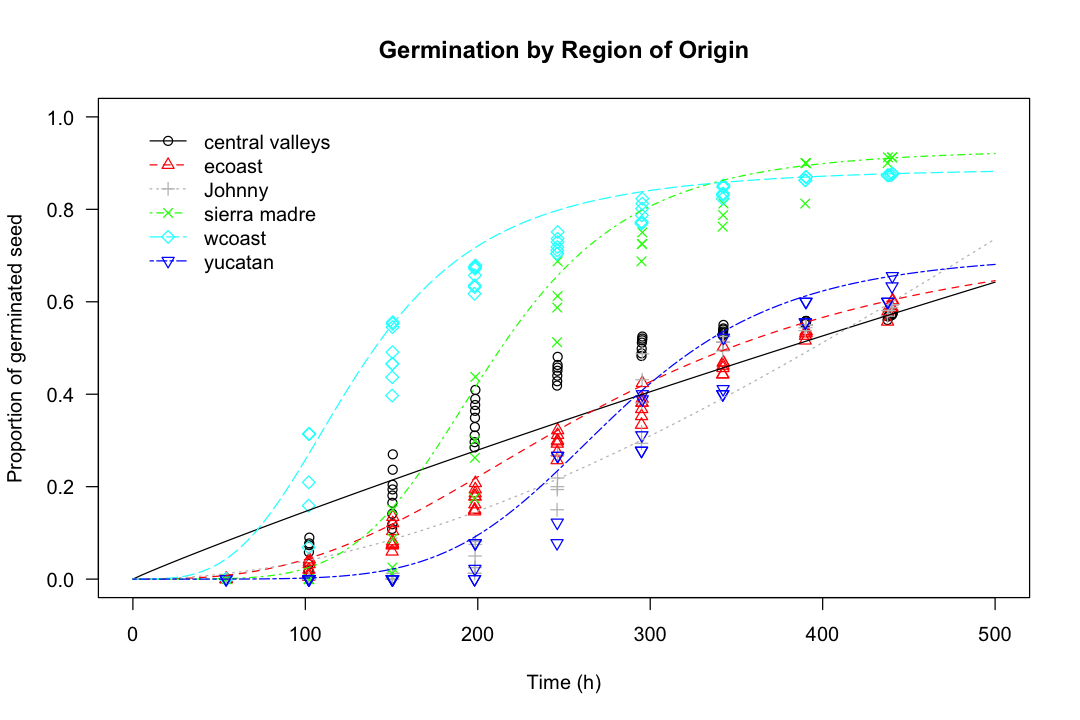 Germination by Region of Origin
Proportion of germinated seed
1.0
0.8
0.6
0.4
0.2
0.0
central valleys
ecoast
Johnny
sierra madre
wcoast
yucatan
0 100 200 300 400 500
Time (h)